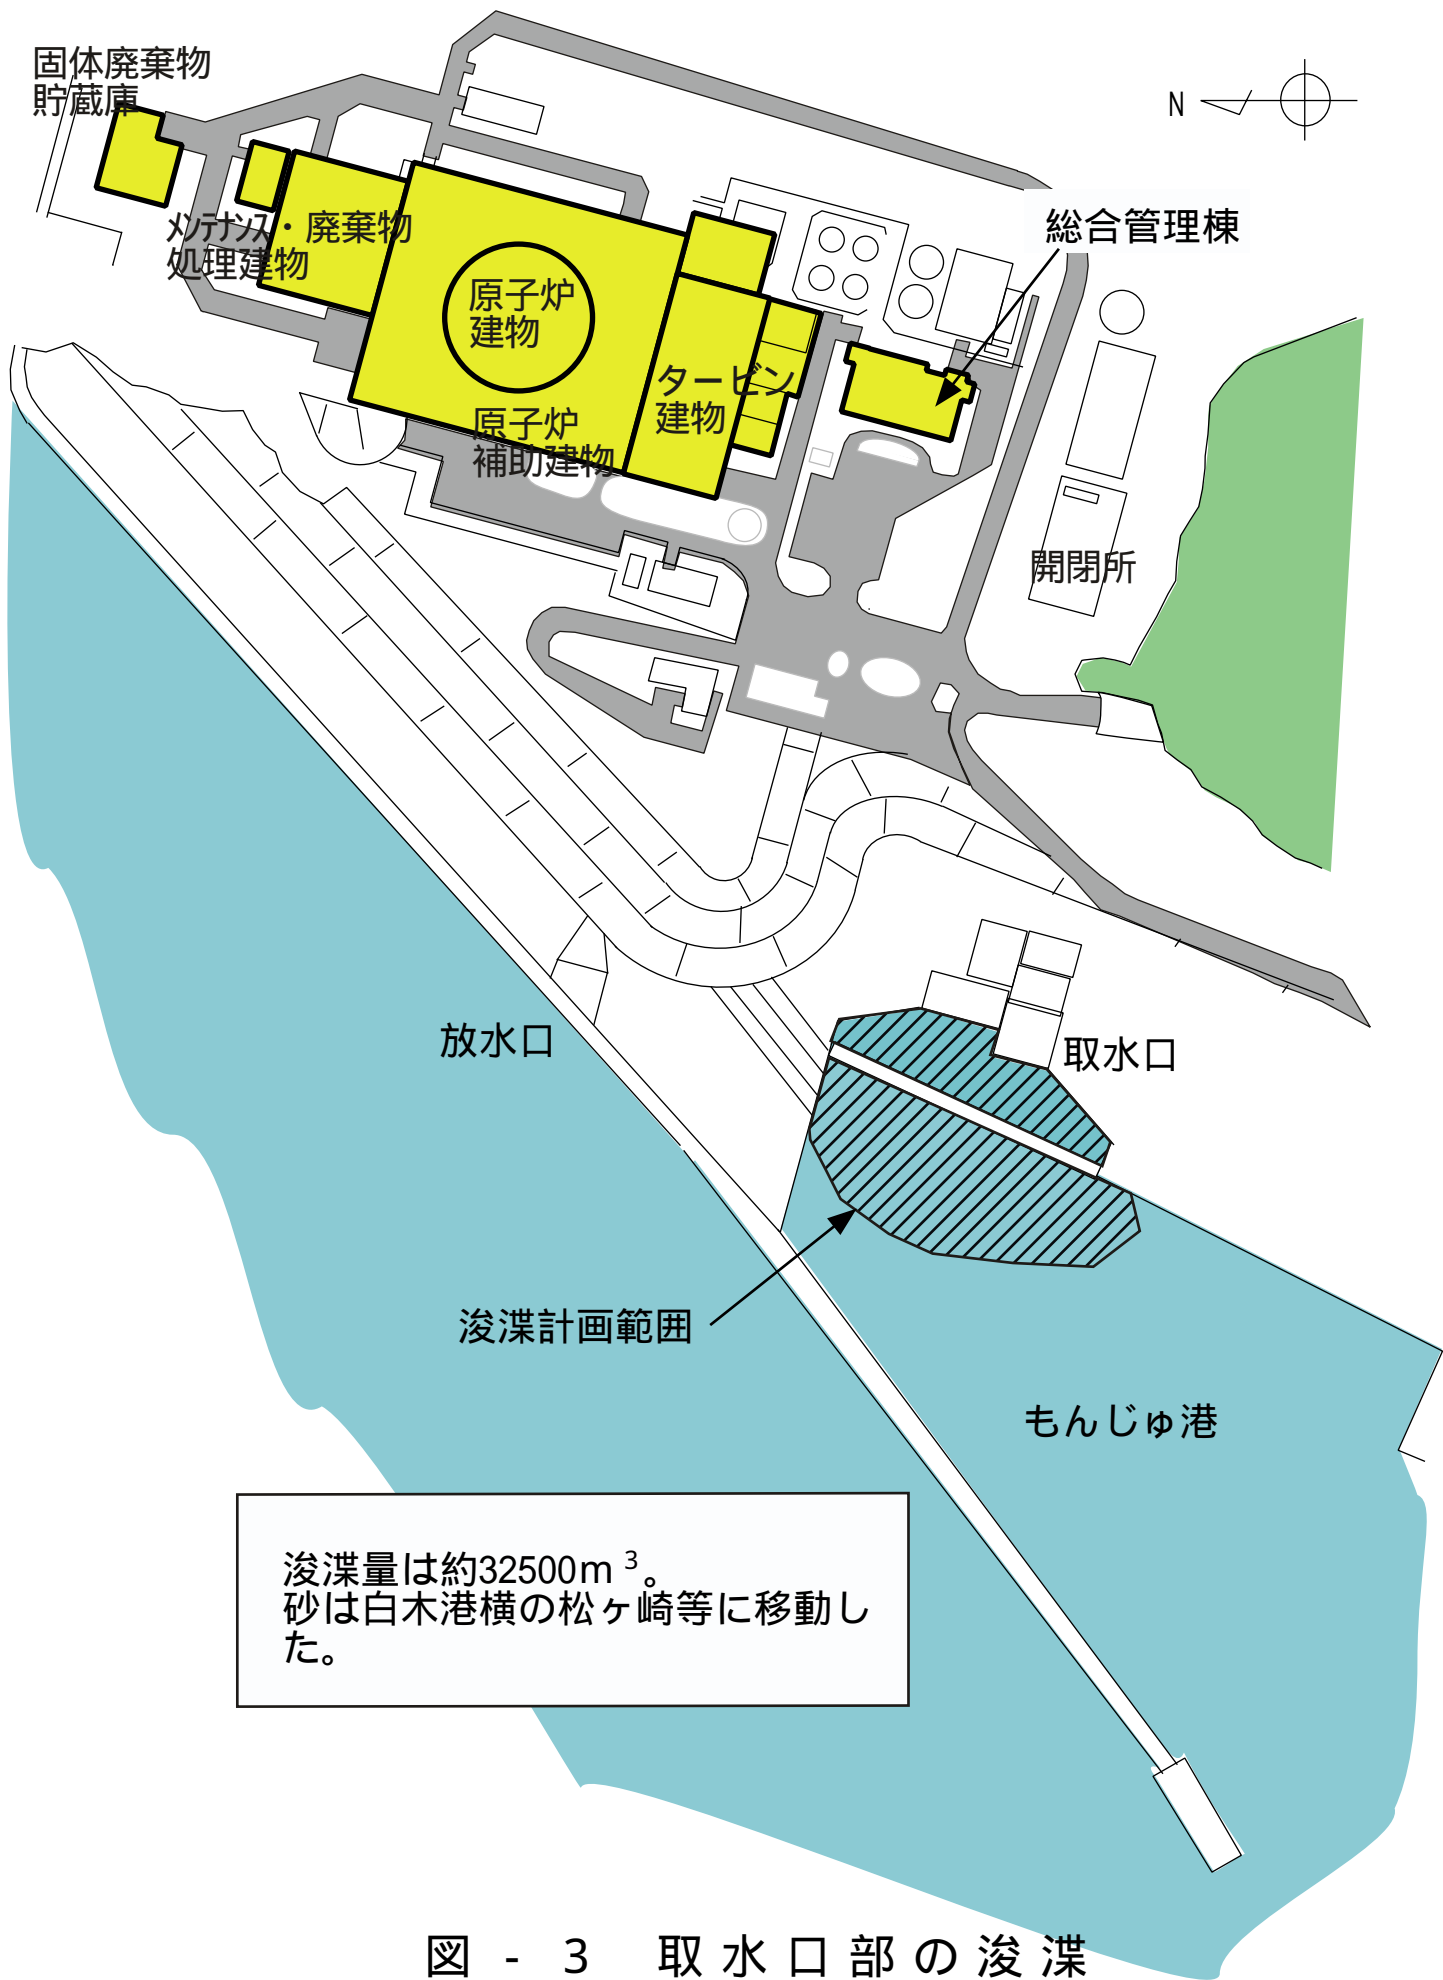 固体廃棄物
貯蔵庫
N
総合管理棟
メンテナンス・廃棄物
処理建物
原子炉
建物
タービン
建物
原子炉
補助建物
開閉所
放水口
取水口
浚渫計画範囲
もんじゅ港
浚渫量は約32500m³。
砂は白木港横の松ヶ崎等に移動し
た。
図 - 3 取水口部の浚渫